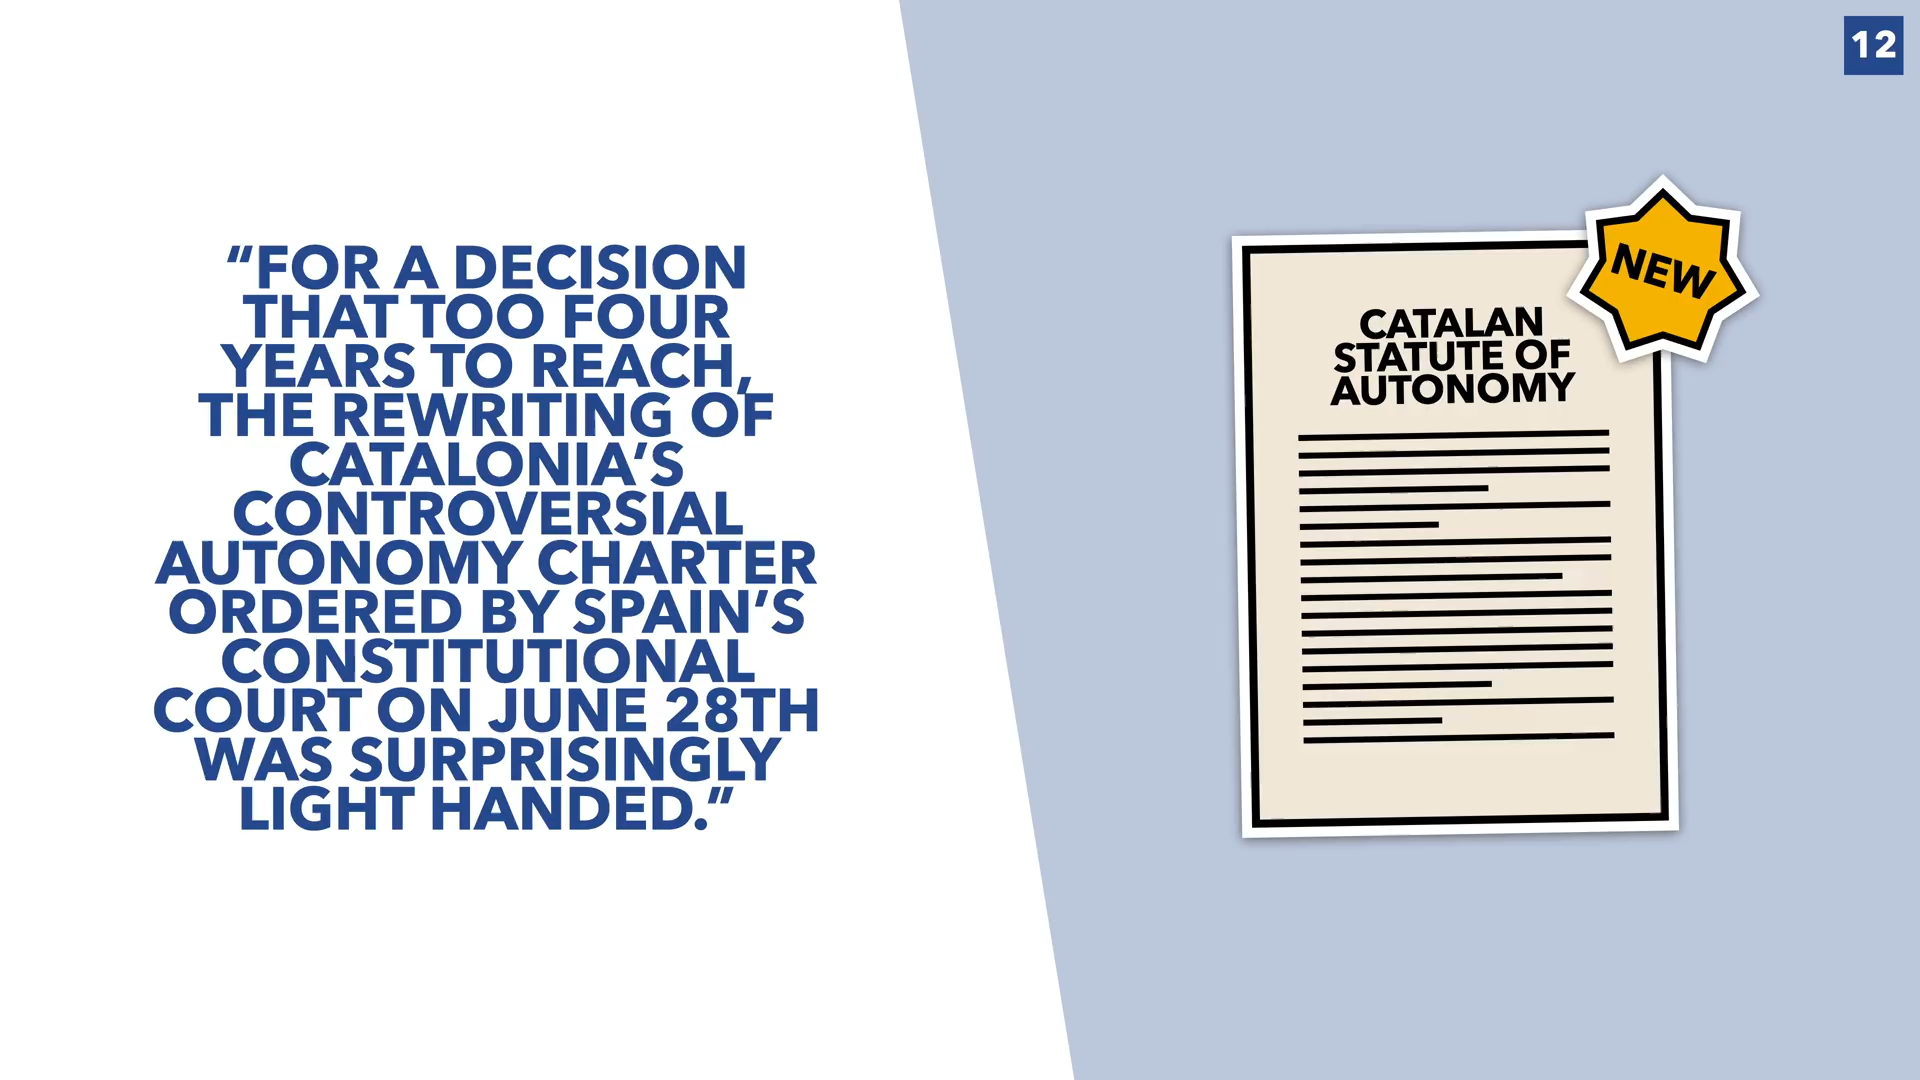 “FOR A DECISION
THAT TOO FOUR
YEARS TO REACH,
THE REWRITING OF
CATALONIA’S
CONTROVERSIAL
AUTONOMY CHARTER
ORDERED BY SPAIN’S
CONSTITUTIONAL
COURT ON JUNE 28TH
WAS SURPRISINGLY
LIGHT HANDED.”
12
NEW
CATALAN
STATUTE OF
AUTONOMY